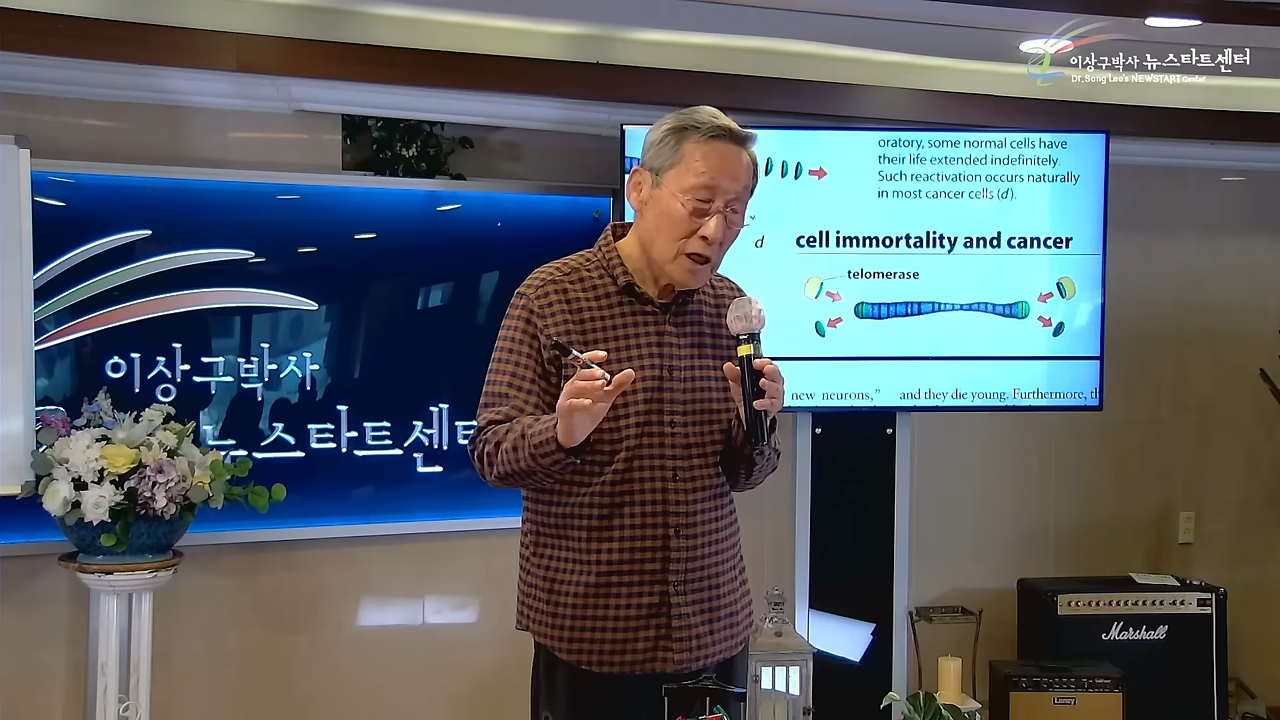 이상구박사 뉴스타트센터
Dr.Sang Lee's NEWSTART Center
oratory, some normal cells have
their life extended indefinitely.
Such reactivation occurs naturally
in most cancer cells (d).
d cell immortality and cancer
telomerase
new neurons,” and they die young. Furthermore, th
이상구박사
뉴스타트센터
Marshall
Laney